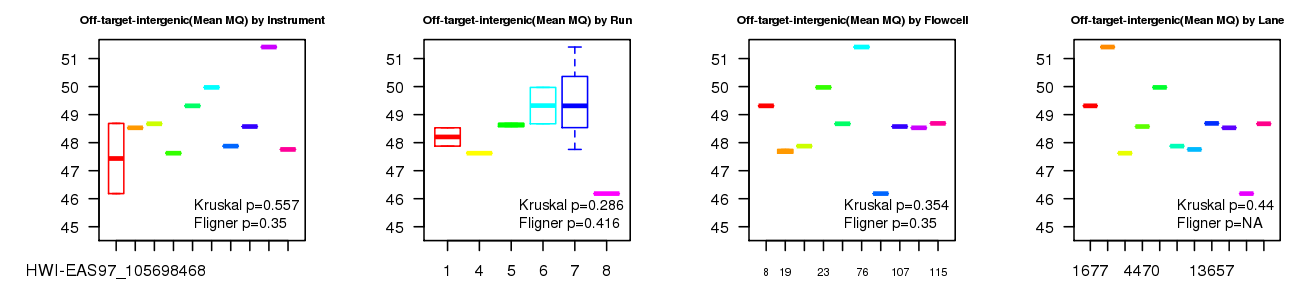 Off-target-intergenic(Mean MQ) by Instrument
51
50
49
48
47
46
45
Kruskal p=0.557
Fligner p=0.35
HWI-EAS97_105698468
Off-target-intergenic(Mean MQ) by Run
51
50
49
48
47
46
45
Kruskal p=0.286
Fligner p=0.416
1 4 5 6 7 8
Off-target-intergenic(Mean MQ) by Flowcell
51
50
49
48
47
46
45
Kruskal p=0.354
Fligner p=0.35
8 19 23 76 107 115
Off-target-intergenic(Mean MQ) by Lane
51
50
49
48
47
46
45
Kruskal p=0.44
Fligner p=NA
1677 4470 13657